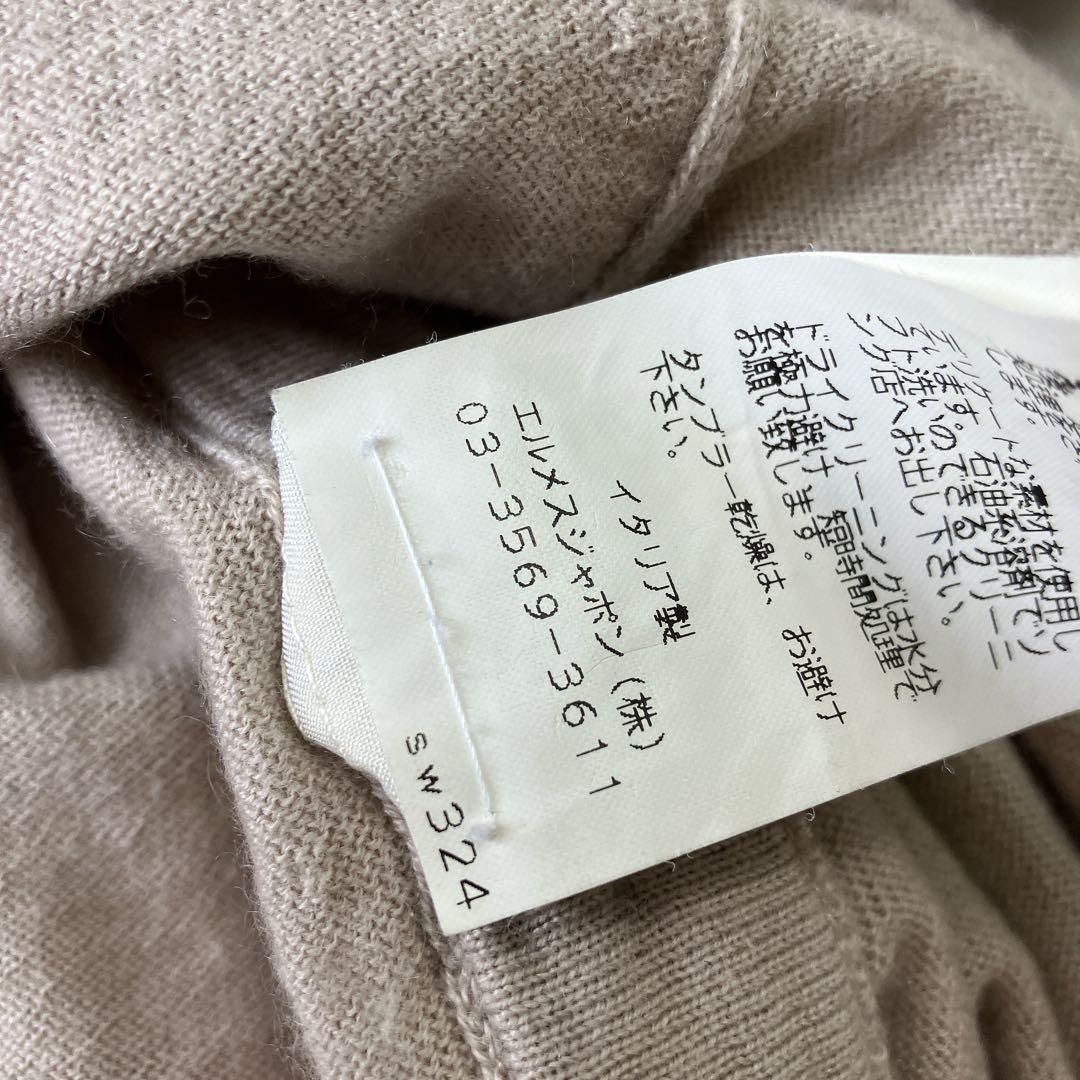 します。
デリケートな素材を使用し
ています。石油系溶剤でソ
フト洗いのできるクリーニ
ング店へお出し下さい。
ドライクリーニングは水分
を極力避け 短時間処理で
お願い致します。
タンブラー乾燥は、お避け
下さい。
イタリア製
エルメスジャポン(株)
03-3569-3611
SW324